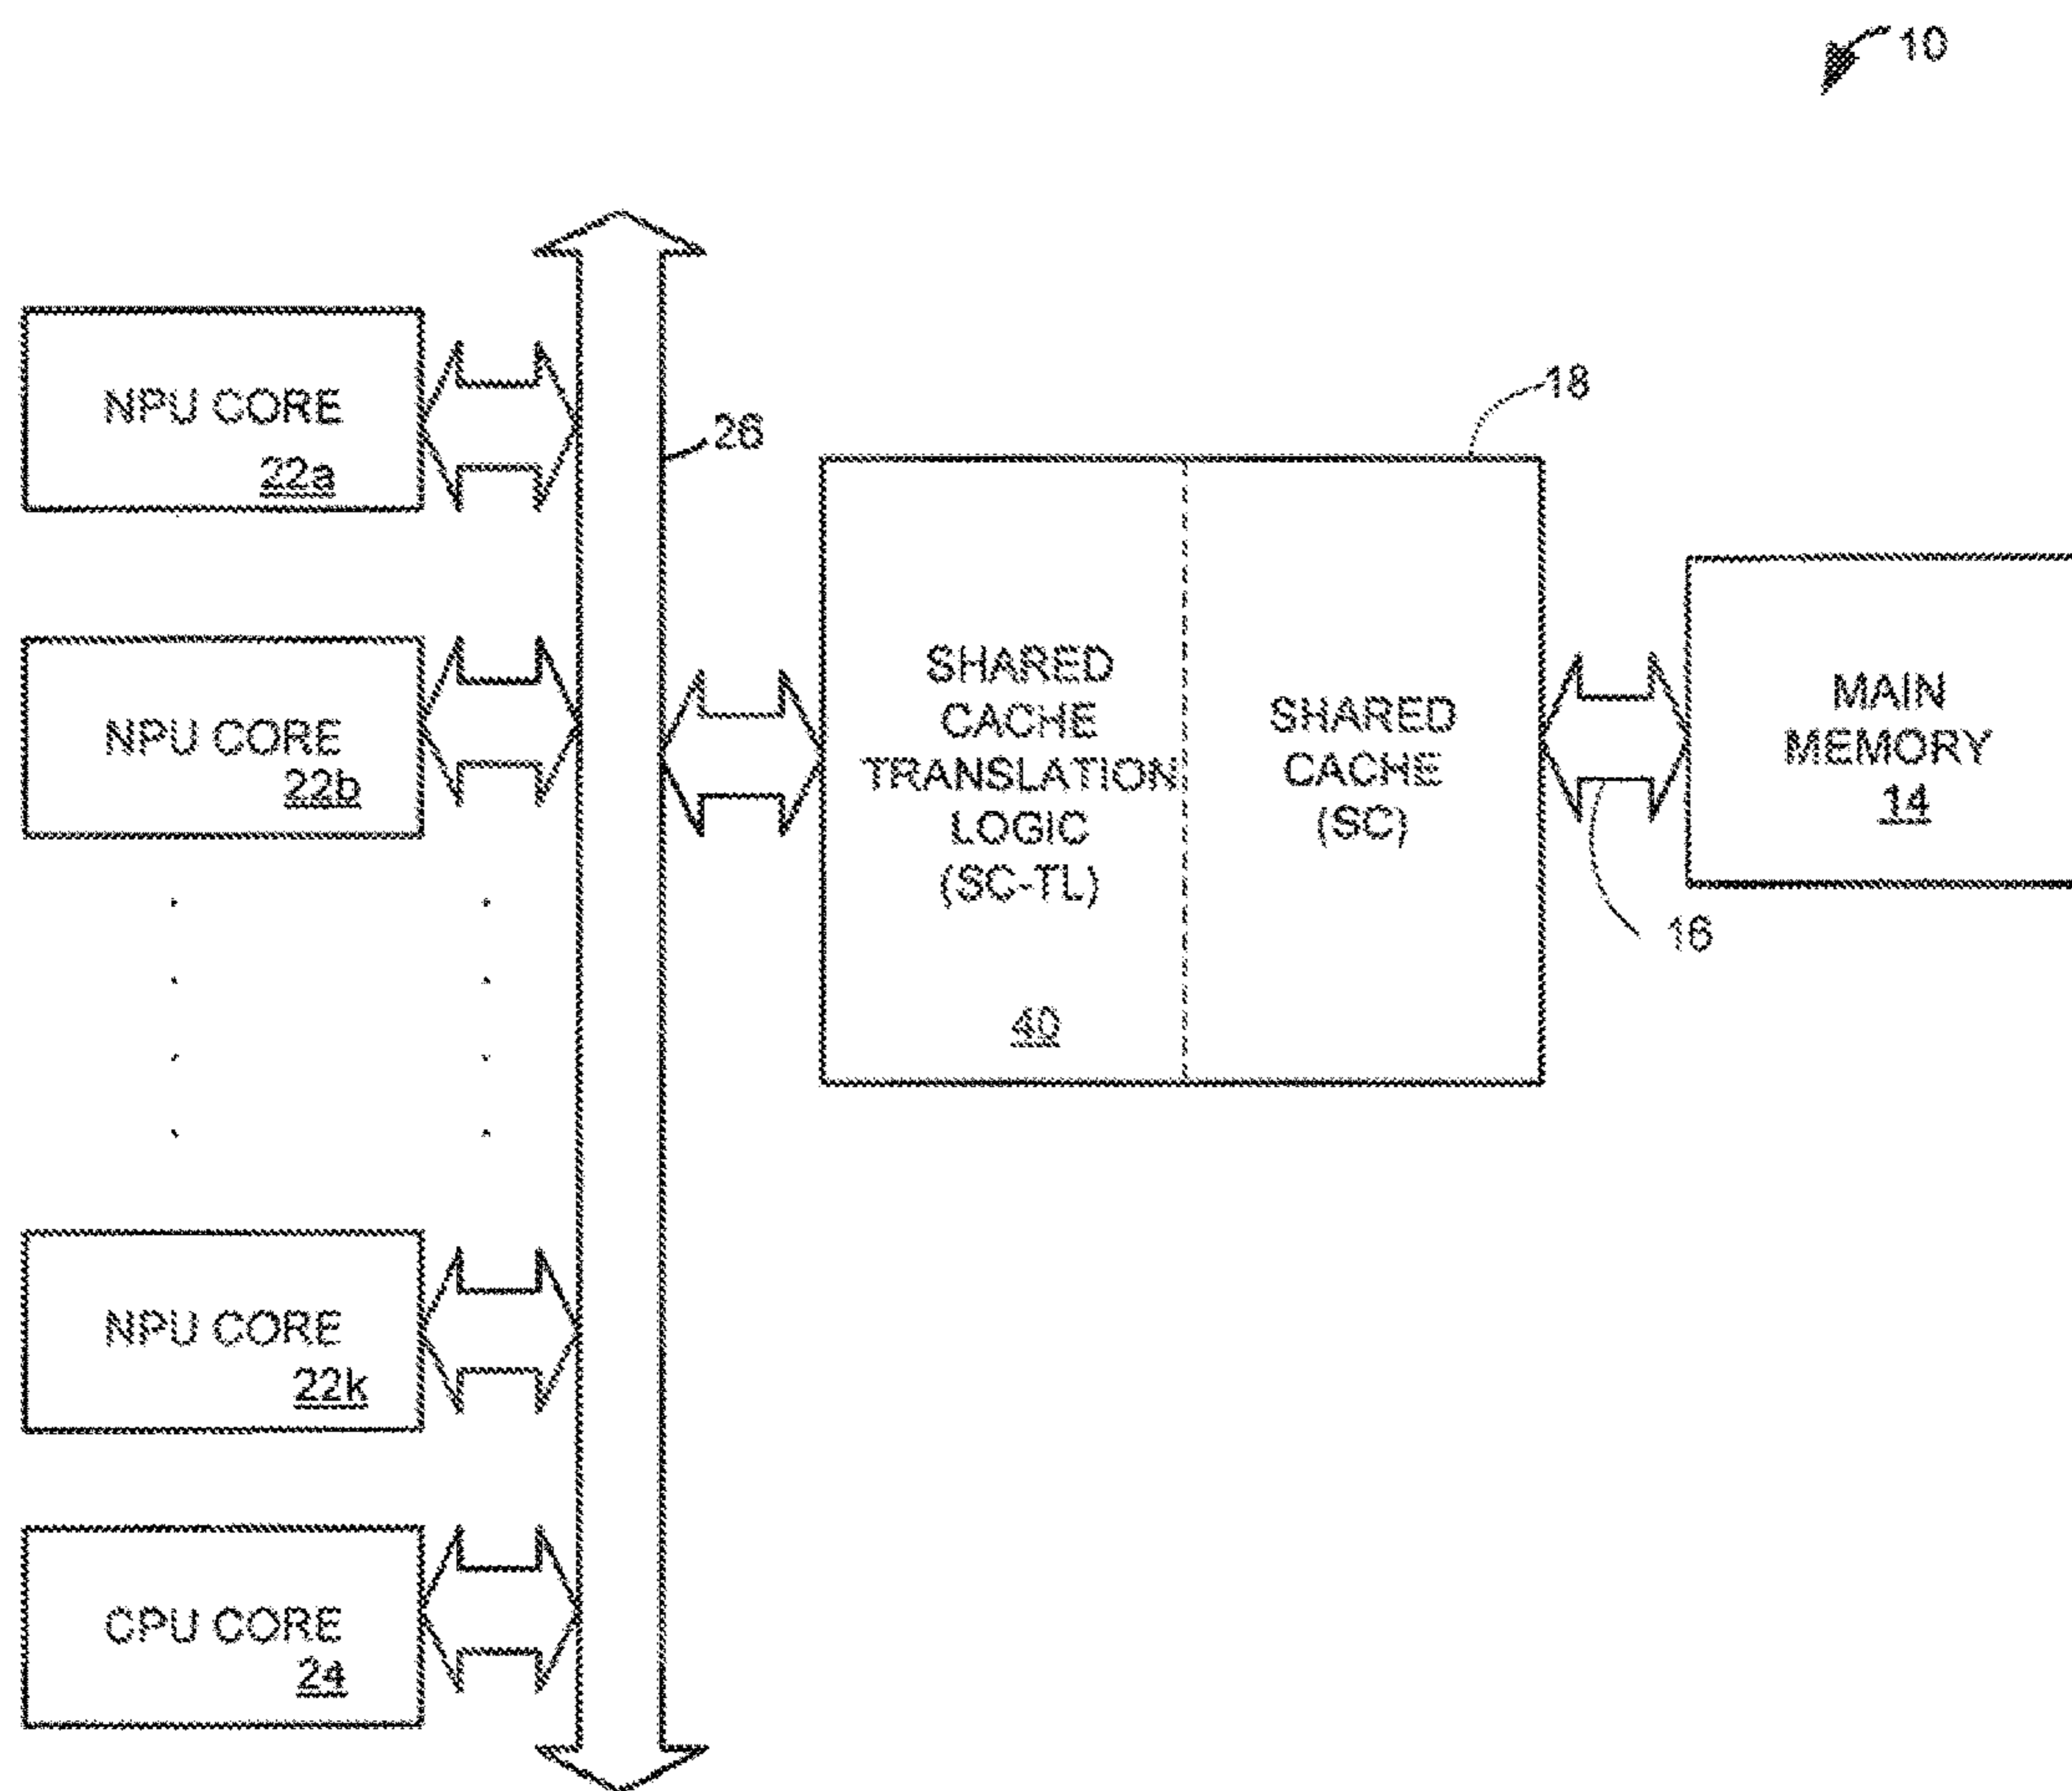 10
NPU CORE
22a
26
18
NPU CORE
22b
SHARED
CACHE
TRANSLATION
LOGIC
(SC-TL)
40
SHARED
CACHE
(SC)
MAIN
MEMORY
14
16
NPU CORE
22k
CPU CORE
24